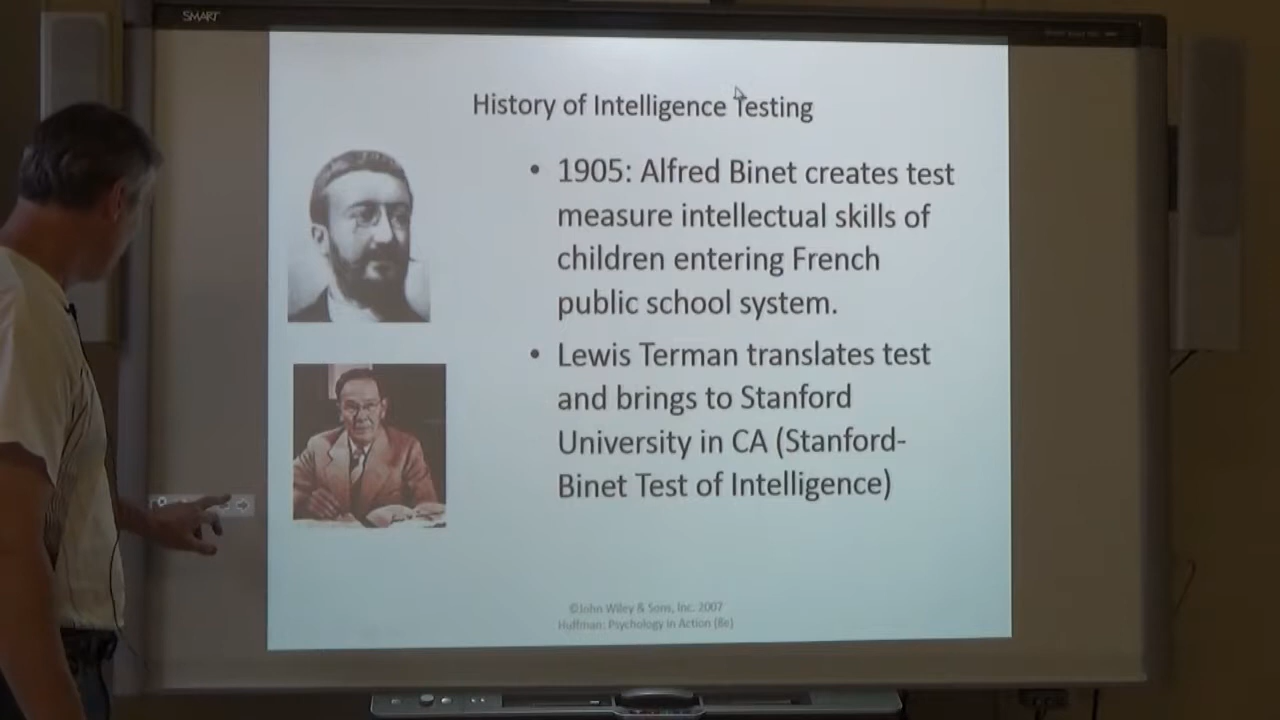 SMART
History of Intelligence Testing
• 1905: Alfred Binet creates test
measure intellectual skills of
children entering French
public school system.
• Lewis Terman translates test
and brings to Stanford
University in CA (Stanford-
Binet Test of Intelligence)
©John Wiley & Sons, Inc. 2007
Huffman: Psychology in Action (8e)